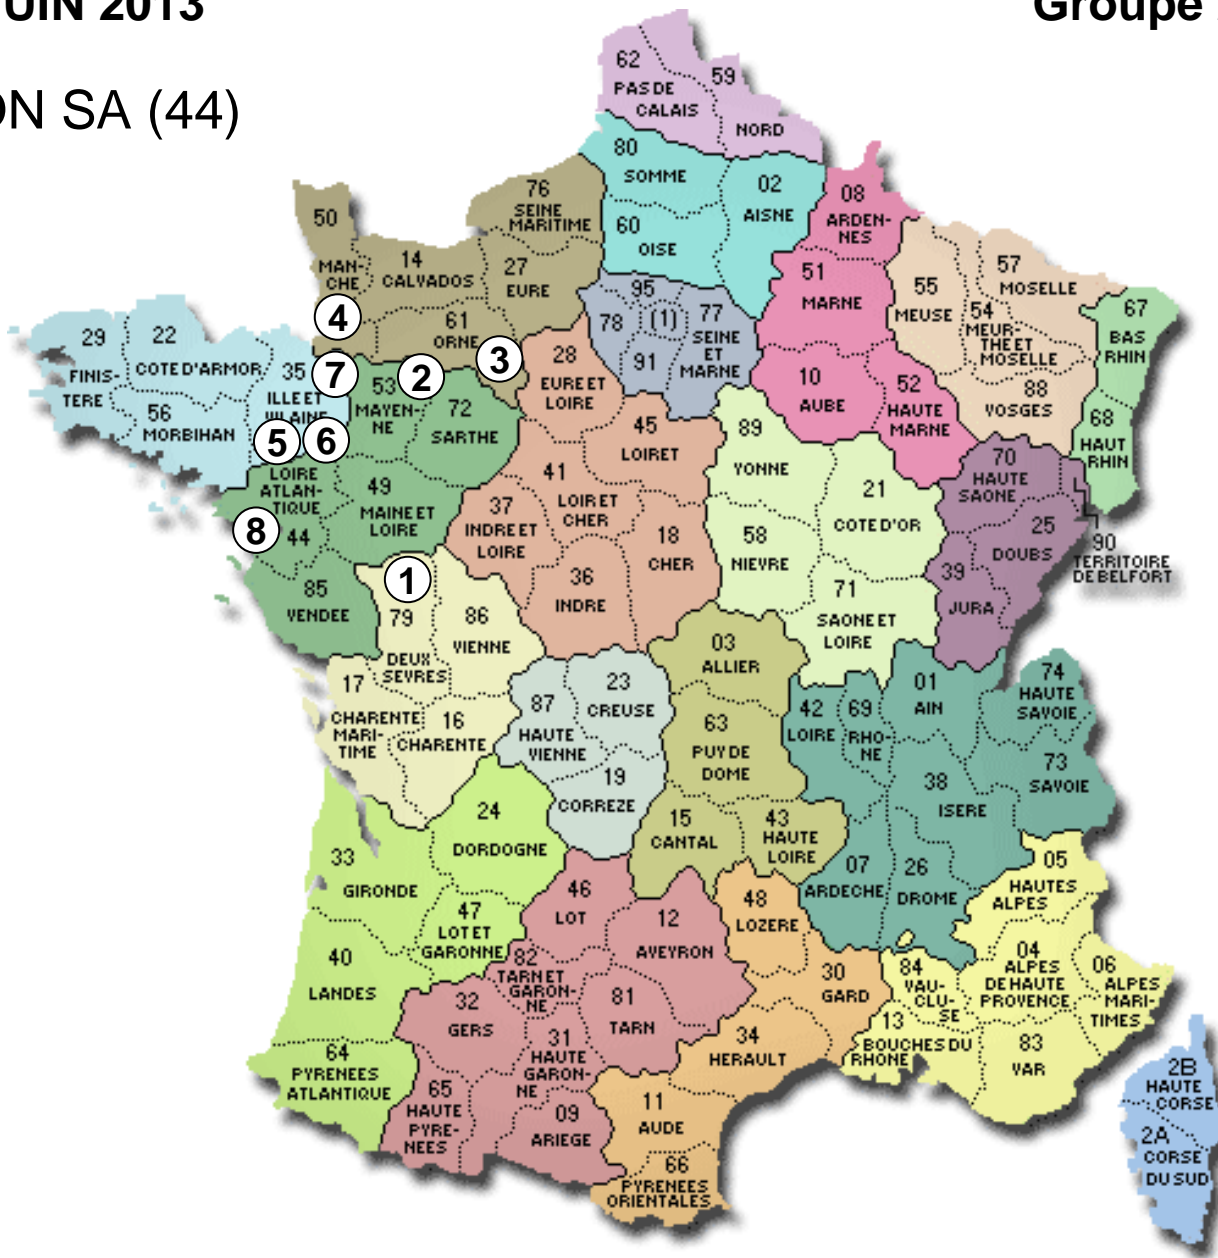 UIN 2013
Groupe
ON SA (44)
62
PAS DE
CALAIS
59
NORD
80
SOMME
02
AISNE
60
OISE
08
ARDEN-
NES
76
SEINE
MARITIME
50
MAN-
CHE
14
CALVADOS
27
EURE
61
ORNE
51
MARNE
55
MEUSE
57
MOSELLE
54
MEUR-
THE ET
MOSELLE
67
BAS
RHIN
95
78
(1)
77
SEINE
ET
MARNE
91
4
3
29
FINIS-
TERE
22
COTE D'ARMOR
35
ILLE ET
VILAINE
56
MORBIHAN
7
53
MAYEN-
NE
2
72
SARTHE
28
EURE ET
LOIRE
10
AUBE
52
HAUTE
MARNE
88
VOSGES
68
HAUT
RHIN
5
6
45
LOIRET
89
YONNE
70
HAUTE
SAONE
LOIRE
ATLAN-
TIQUE
44
8
49
MAINE ET
LOIRE
41
LOIR ET
CHER
37
INDRE ET
LOIRE
18
CHER
36
INDRE
58
NIEVRE
21
COTE D'OR
25
DOUBS
90
TERRITOIRE
DE BELFORT
39
JURA
71
SAONE ET
LOIRE
85
VENDEE
1
79
DEUX
SEVRES
86
VIENNE
03
ALLIER
17
CHARENTE
MARI-
TIME
16
CHARENTE
87
HAUTE
VIENNE
23
CREUSE
19
CORREZE
63
PUY DE
DOME
42
LOIRE
69
RHO-
NE
01
AIN
74
HAUTE
SAVOIE
73
SAVOIE
38
ISERE
24
DORDOGNE
15
CANTAL
43
HAUTE
LOIRE
33
GIRONDE
07
ARDECHE
26
DROME
05
HAUTES
ALPES
47
LOT ET
GARONNE
46
LOT
12
AVEYRON
48
LOZERE
40
LANDES
82
TARN ET
GARON-
NE
32
GERS
81
TARN
30
GARD
84
VAU-
CLU-
SE
04
ALPES
DE HAUTE
PROVENCE
06
ALPES
MARI-
TIMES
31
HAUTE
GARON-
NE
34
HERAULT
13
BOUCHES DU
RHONE
83
VAR
64
PYRENEES
ATLANTIQUE
65
HAUTE
PYRE-
NEES
09
ARIEGE
11
AUDE
66
PYRENEES
ORIENTALES
2B
HAUTE
CORSE
2A
CORSE
DU SUD